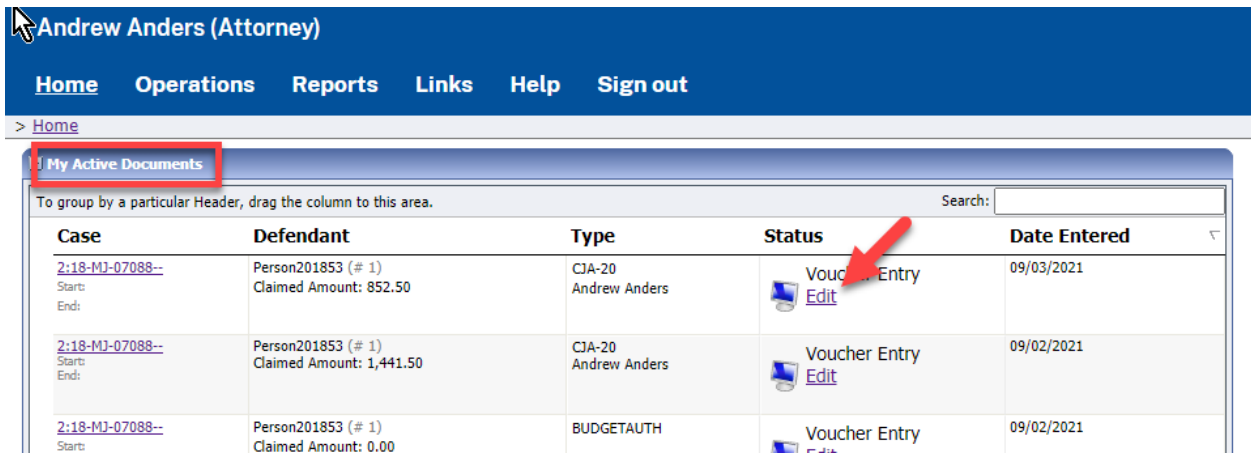 Andrew Anders (Attorney)
Home Operations Reports Links Help Sign out
> Home
My Active Documents
To group by a particular Header, drag the column to this area. Search:
Case Defendant Type Status Date Entered
2:18-MJ-07088-- Person201853 (# 1) CJA-20 Voucher Entry 09/03/2021
Start: Claimed Amount: 852.50 Andrew Anders Edit
End:
2:18-MJ-07088-- Person201853 (# 1) CJA-20 Voucher Entry 09/02/2021
Start: Claimed Amount: 1,441.50 Andrew Anders Edit
End:
2:18-MJ-07088-- Person201853 (# 1) BUDGETAUTH Voucher Entry 09/02/2021
Start: Claimed Amount: 0.00 Edit